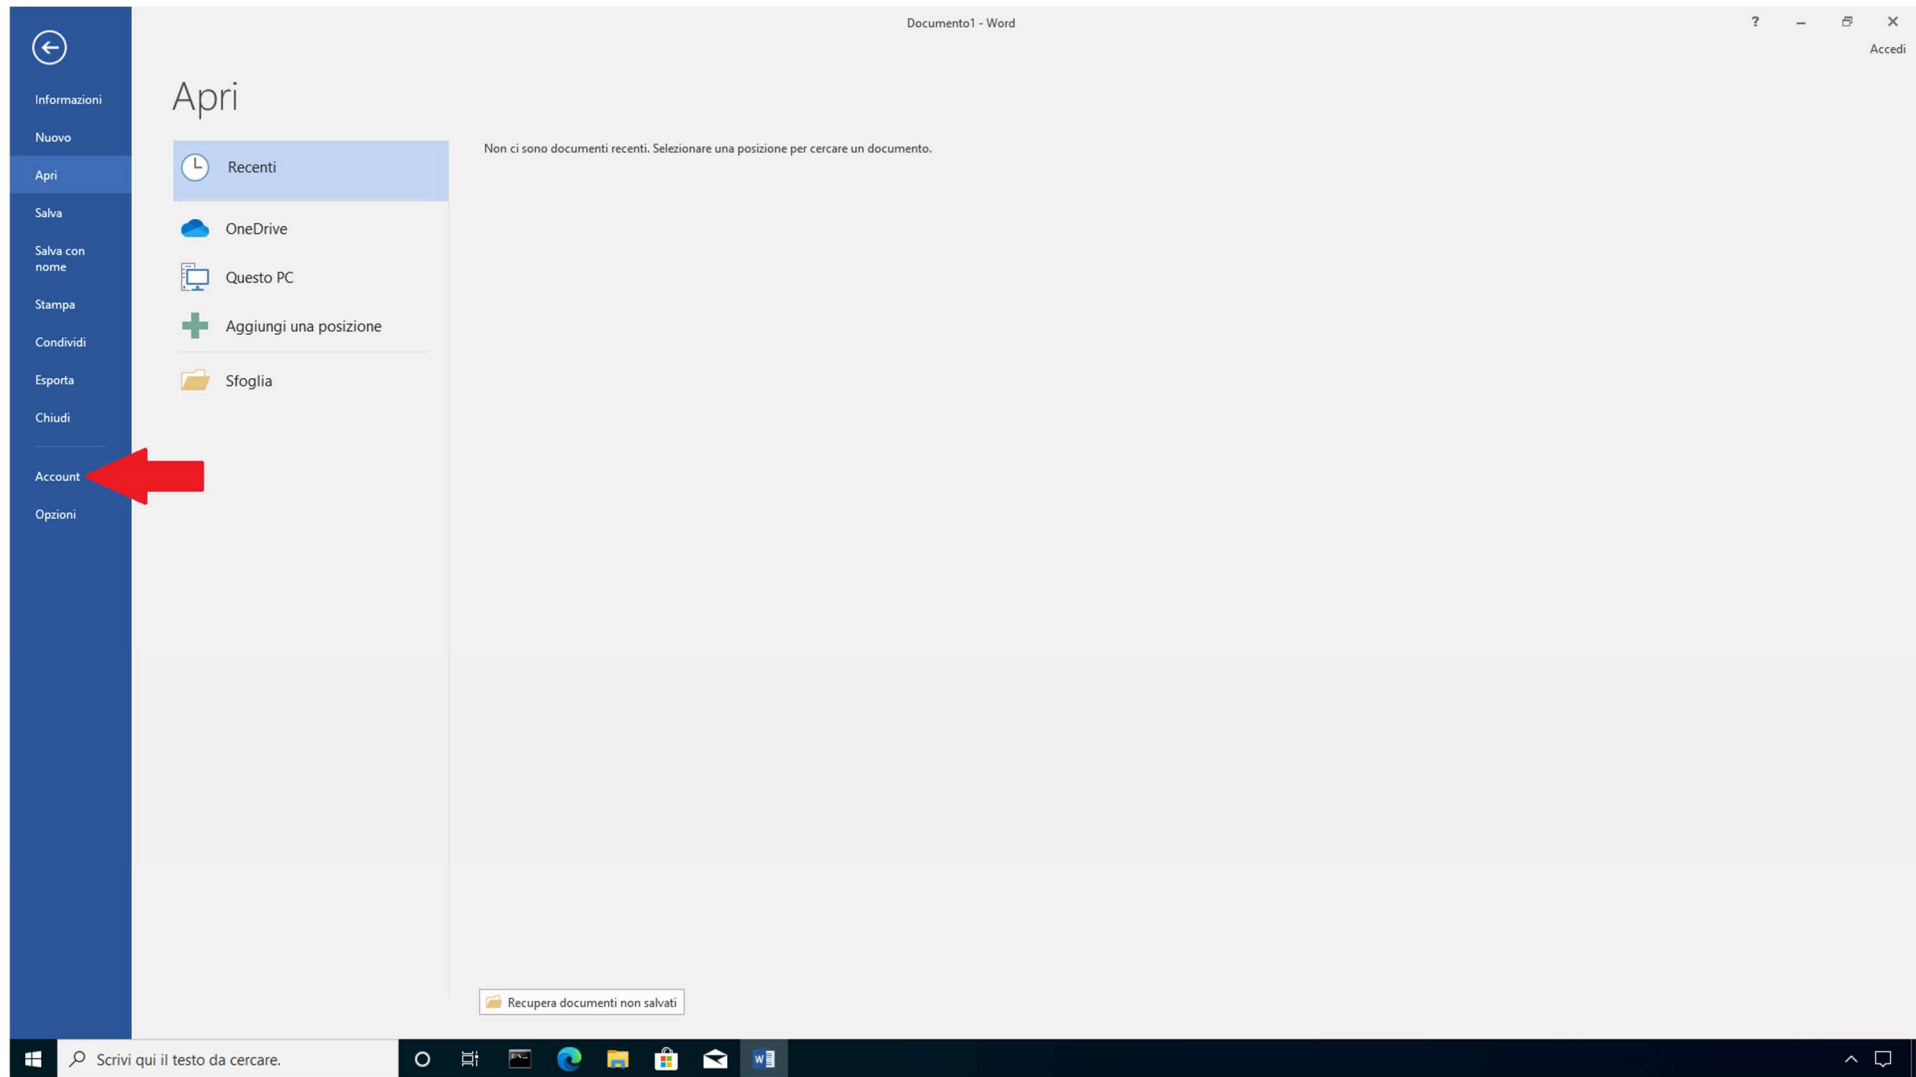 Documento1 - Word
?
Accedi
Informazioni
Nuovo
Apri
Salva
Salva con
nome
Stampa
Condividi
Esporta
Chiudi
Account
Opzioni
Apri
Recenti
OneDrive
Questo PC
Aggiungi una posizione
Sfoglia
Non ci sono documenti recenti. Selezionare una posizione per cercare un documento.
Recupera documenti non salvati
Scrivi qui il testo da cercare.